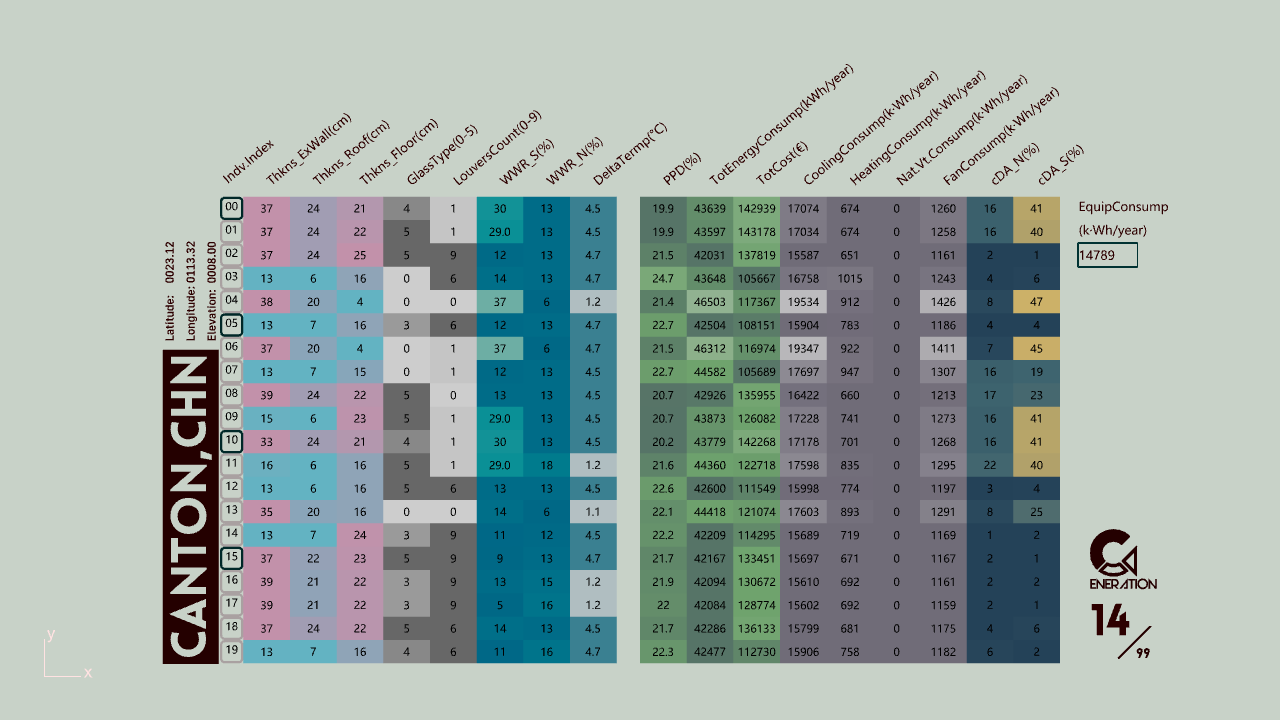 Indv.Index Thkns_ExWall(cm) Thkns_Roof(cm) Thkns_Floor(cm) GlassType(0-5) LouversCount(0-9) WWR_S(%) WWR_N(%) DeltaTermp(°C) PPD(%) TotEnergyConsump(kWh/year) TotCost(€) CoolingConsump(k·Wh/year) HeatingConsump(k·Wh/year) Nat.Vt.Consump(k·Wh/year) FanConsump(k·Wh/year) cDA_N(%) cDA_S(%)
00 37 24 21 4 1 30 13 4.5 19.9 43639 142939 17074 674 0 1260 16 41
01 37 24 22 5 1 29.0 13 4.5 19.9 43597 143178 17034 674 0 1258 16 40
02 37 24 25 5 9 12 13 4.7 21.5 42031 137819 15587 651 0 1161 2 1
03 13 6 16 0 6 14 13 4.7 24.7 43648 105667 16758 1015 0 1243 4 6
04 38 20 4 0 0 37 6 1.2 21.4 46503 117367 19534 912 0 1426 8 47
05 13 7 16 3 6 12 13 4.7 22.7 42504 108151 15904 783 0 1186 4 4
06 37 20 4 0 1 37 6 4.7 21.5 46312 116974 19347 922 0 1411 7 45
07 13 7 15 0 1 12 13 4.7 22.7 44582 105689 17697 947 0 1307 16 19
08 39 24 22 5 0 13 13 4.5 20.7 42926 135955 16422 660 0 1213 17 23
09 15 6 23 5 1 29.0 13 4.5 20.7 43873 126082 17228 741 0 1273 16 41
10 33 24 21 4 1 30 13 4.5 20.2 43779 142268 17178 701 0 1268 16 41
11 16 6 16 5 1 29.0 18 1.2 21.6 44360 122718 17598 835 0 1295 22 40
12 13 6 16 5 6 13 13 4.5 22.6 42600 111549 15998 774 0 1197 3 4
13 35 20 16 0 0 14 6 1.1 22.1 44418 121074 17603 893 0 1291 8 25
14 13 7 24 3 9 11 12 4.5 22.2 42209 114295 15689 719 0 1169 1 2
15 37 22 23 5 9 9 13 4.7 21.7 42167 133451 15697 671 0 1167 2 1
16 39 21 22 3 9 13 15 1.2 21.9 42094 130672 15610 692 0 1161 2 2
17 39 21 22 3 9 5 16 1.2 22 42084 128774 15602 692 0 1159 2 1
18 37 24 22 5 6 14 13 4.5 21.7 42286 136133 15799 681 0 1175 4 6
19 13 7 16 4 6 11 16 4.7 22.3 42477 112730 15906 758 0 1182 6 2
Latitude: 0023.12
Longitude: 0113.32
Elevation: 0008.00
CANTON,CHN
EquipConsump
(k·Wh/year)
14789
ENERATION
14/99
y
x